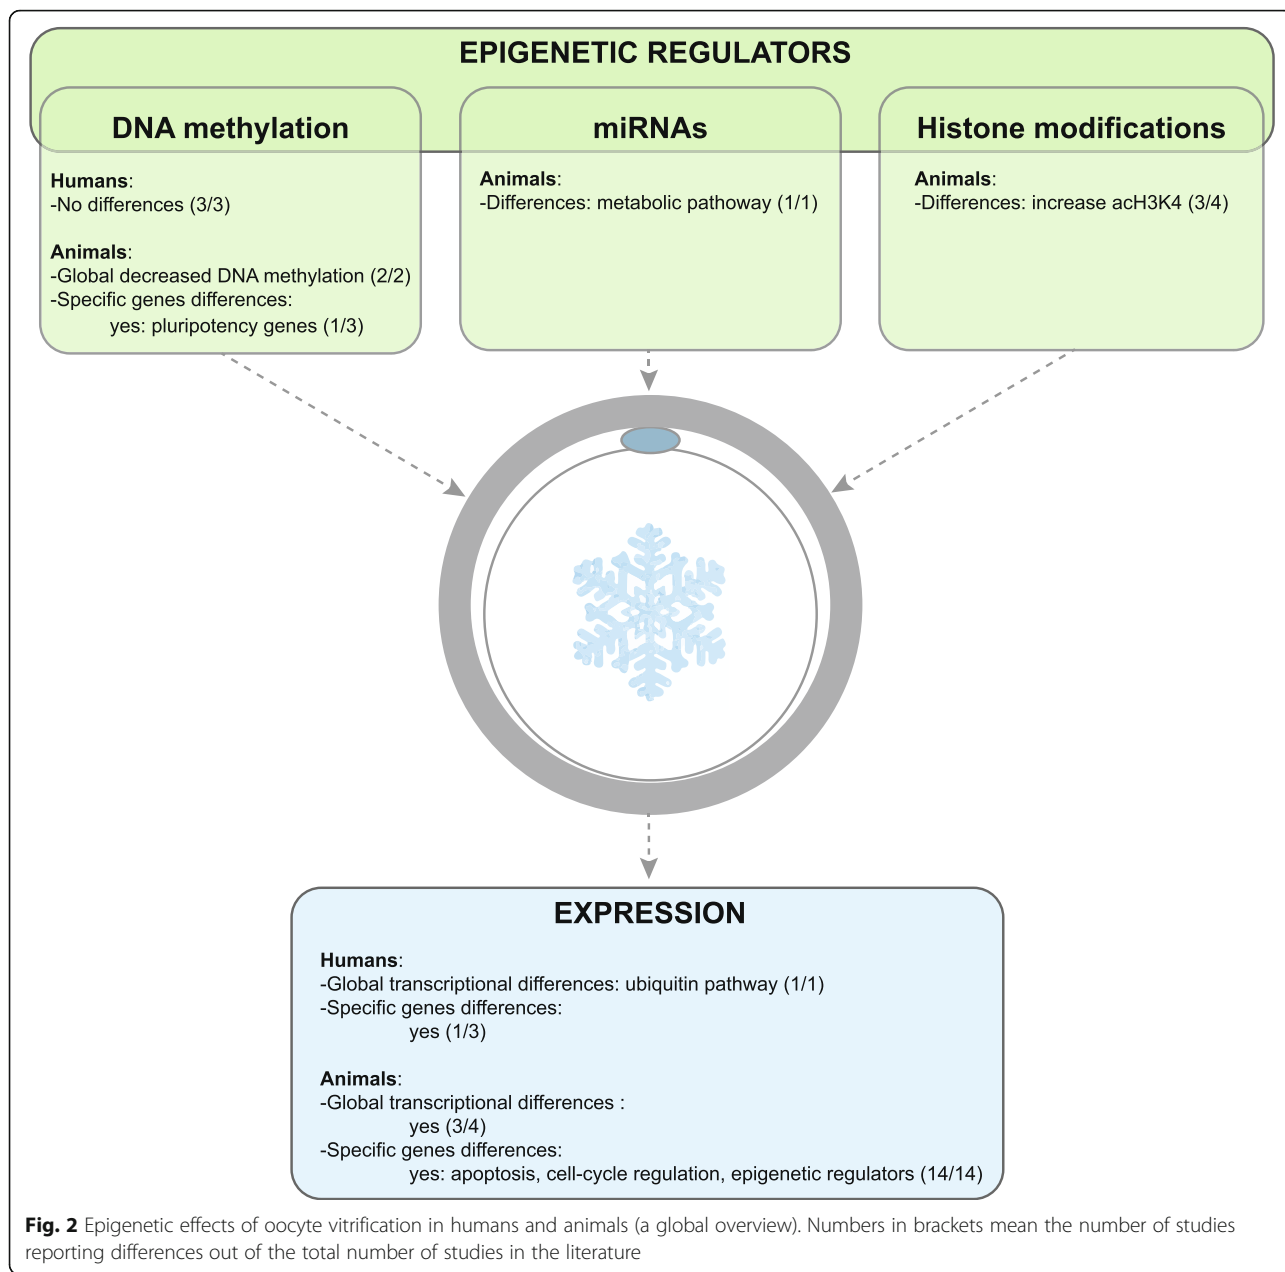 EPIGENETIC REGULATORS
DNA methylation
Humans:
-No differences (3/3)
Animals:
-Global decreased DNA methylation (2/2)
-Specific genes differences:
yes: pluripotency genes (1/3)
miRNAs
Animals:
-Differences: metabolic pathoway (1/1)
Histone modifications
Animals:
-Differences: increase acH3K4 (3/4)
EXPRESSION
Humans:
-Global transcriptional differences: ubiquitin pathway (1/1)
-Specific genes differences:
yes (1/3)
Animals:
-Global transcriptional differences :
yes (3/4)
-Specific genes differences:
yes: apoptosis, cell-cycle regulation, epigenetic regulators (14/14)
Fig. 2 Epigenetic effects of oocyte vitrification in humans and animals (a global overview). Numbers in brackets mean the number of studies
reporting differences out of the total number of studies in the literature